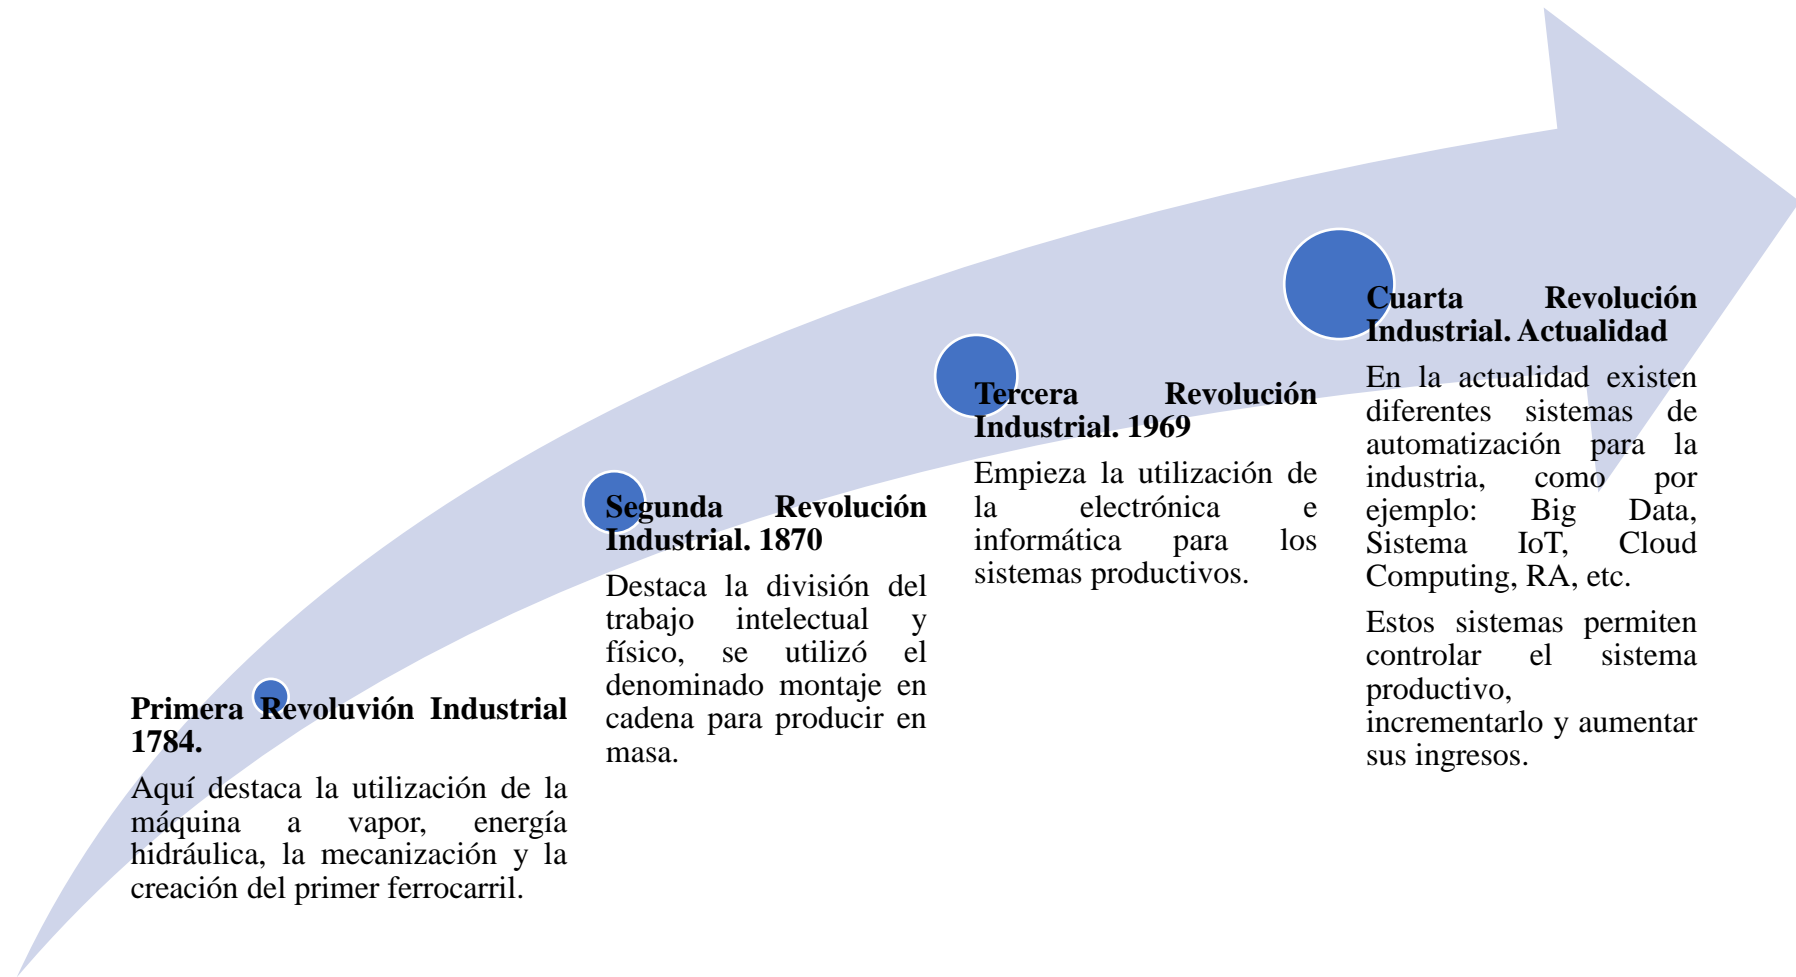 Primera Revoluvión Industrial
1784.
Aquí destaca la utilización de la
máquina a vapor, energía
hidráulica, la mecanización y la
creación del primer ferrocarril.
Segunda Revolución
Industrial. 1870
Destaca la división del
trabajo intelectual y
físico, se utilizó el
denominado montaje en
cadena para producir en
masa.
Tercera Revolución
Industrial. 1969
Empieza la utilización de
la electrónica e
informática para los
sistemas productivos.
Cuarta Revolución
Industrial. Actualidad
En la actualidad existen
diferentes sistemas de
automatización para la
industria, como por
ejemplo: Big Data,
Sistema IoT, Cloud
Computing, RA, etc.
Estos sistemas permiten
controlar el sistema
productivo,
incrementarlo y aumentar
sus ingresos.